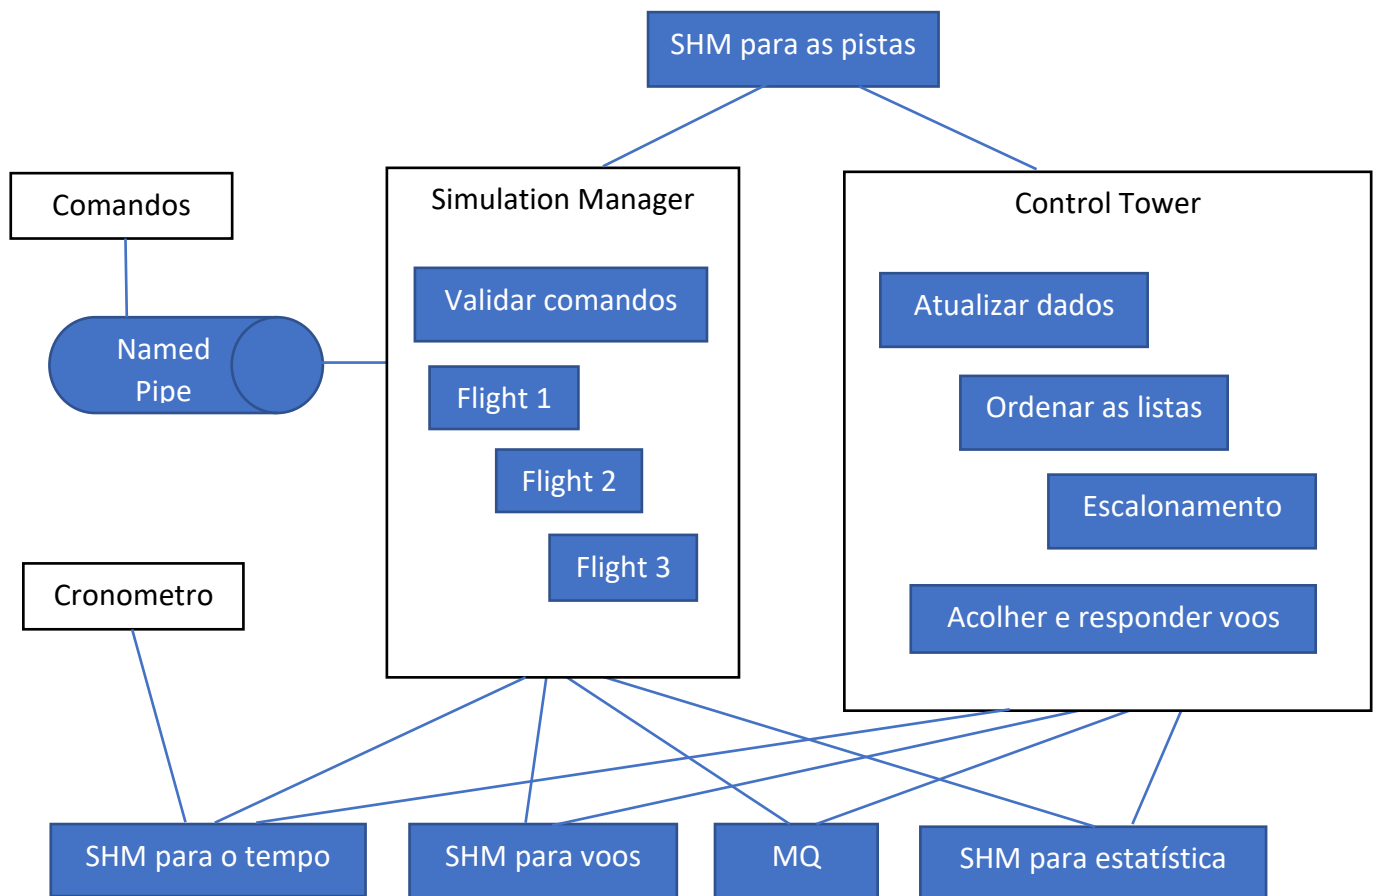 SHM para as pistas
Comandos
Named
Pipe
Simulation Manager
Validar comandos
Flight 1
Flight 2
Flight 3
Control Tower
Atualizar dados
Ordenar as listas
Escalonamento
Acolher e responder voos
Cronometro
SHM para o tempo
SHM para voos
MQ
SHM para estatística